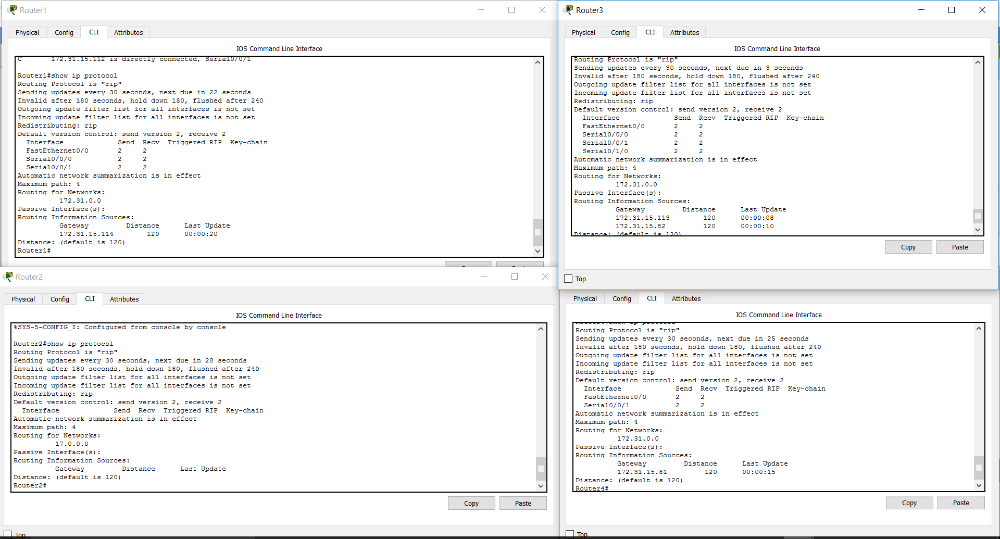 Router1
Physical Config CLI Attributes
IOS Command Line Interface
C 172.31.15.112 is directly connected, Serial0/0/1
Router1#show ip protocol
Routing Protocol is "rip"
Sending updates every 30 seconds, next due in 22 seconds
Invalid after 180 seconds, hold down 180, flushed after 240
Outgoing update filter list for all interfaces is not set
Incoming update filter list for all interfaces is not set
Redistributing: rip
Default version control: send version 2, receive 2
Interface Send Recv Triggered RIP Key-chain
FastEthernet0/0 2 2
Serial0/0/0 2 2
Serial0/0/1 2 2
Automatic network summarization is in effect
Maximum path: 4
Routing for Networks:
172.31.0.0
Passive Interface(s):
Routing Information Sources:
Gateway Distance Last Update
172.31.15.114 120 00:00:20
Distance: (default is 120)
Router1#
Router3
Physical Config CLI Attributes
IOS Command Line Interface
Routing Protocol is "rip"
Sending updates every 30 seconds, next due in 3 seconds
Invalid after 180 seconds, hold down 180, flushed after 240
Outgoing update filter list for all interfaces is not set
Incoming update filter list for all interfaces is not set
Redistributing: rip
Default version control: send version 2, receive 2
Interface Send Recv Triggered RIP Key-chain
FastEthernet0/0 2 2
Serial0/0/0 2 2
Serial0/0/1 2 2
Serial0/1/0 2 2
Automatic network summarization is in effect
Maximum path: 4
Routing for Networks:
172.31.0.0
Passive Interface(s):
Routing Information Sources:
Gateway Distance Last Update
172.31.15.113 120 00:00:08
172.31.15.82 120 00:00:10
Distance: (default is 120)
Copy Paste
Top
Router2
Physical Config CLI Attributes
IOS Command Line Interface
%SYS-5-CONFIG_I: Configured from console by console
Router2#show ip protocol
Routing Protocol is "rip"
Sending updates every 30 seconds, next due in 28 seconds
Invalid after 180 seconds, hold down 180, flushed after 240
Outgoing update filter list for all interfaces is not set
Incoming update filter list for all interfaces is not set
Redistributing: rip
Default version control: send version 2, receive 2
Interface Send Recv Triggered RIP Key-chain
Automatic network summarization is in effect
Maximum path: 4
Routing for Networks:
17.0.0.0
Passive Interface(s):
Routing Information Sources:
Gateway Distance Last Update
Distance: (default is 120)
Router2#
Copy Paste
Top
Physical Config CLI Attributes
IOS Command Line Interface
Router4#show ip protocol
Routing Protocol is "rip"
Sending updates every 30 seconds, next due in 25 seconds
Invalid after 180 seconds, hold down 180, flushed after 240
Outgoing update filter list for all interfaces is not set
Incoming update filter list for all interfaces is not set
Redistributing: rip
Default version control: send version 2, receive 2
Interface Send Recv Triggered RIP Key-chain
FastEthernet0/0 2 2
Serial0/0/1 2 2
Automatic network summarization is in effect
Maximum path: 4
Routing for Networks:
172.31.0.0
Passive Interface(s):
Routing Information Sources:
Gateway Distance Last Update
172.31.15.81 120 00:00:15
Distance: (default is 120)
Router4#
Copy Paste
Top